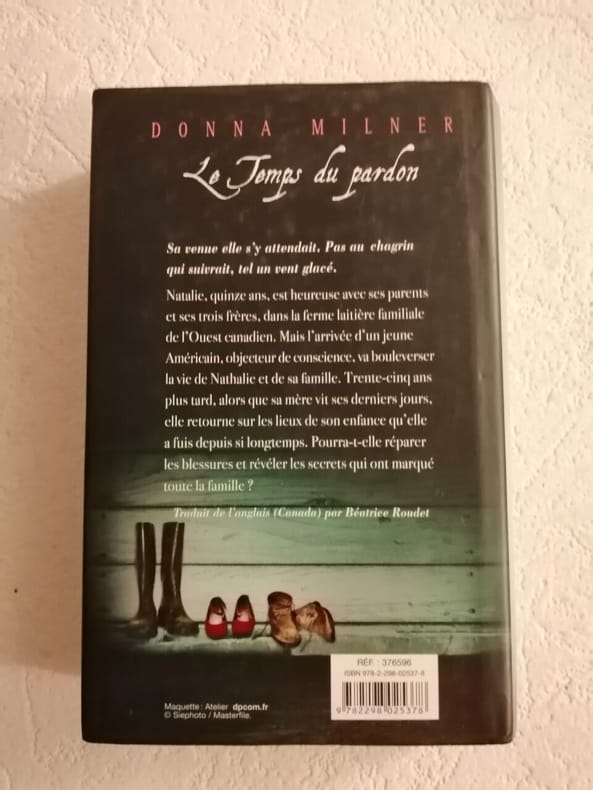 DONNA MILNER
Le Temps du pardon
Sa venue elle s'y attendait. Pas au chagrin
qui suivrait, tel un vent glacé.
Natalie, quinze ans, est heureuse avec ses parents
et ses trois frères, dans la ferme laitière familiale
de l'Ouest canadien. Mais l'arrivée d'un jeune
Américain, objecteur de conscience, va bouleverser
la vie de Nathalie et de sa famille. Trente-cinq ans
plus tard, alors que sa mère vit ses derniers jours,
elle retourne sur les lieux de son enfance qu'elle
a fuis depuis si longtemps. Pourra-t-elle réparer
les blessures et révéler les secrets qui ont marqué
toute la famille ?
Traduit de l'anglais (Canada) par Béatrice Roudet
RÉF. : 376596
ISBN 978-2-298-02537-8
9 782298 025378
Maquette : Atelier dpcom.fr
© Siephoto / Masterfile.